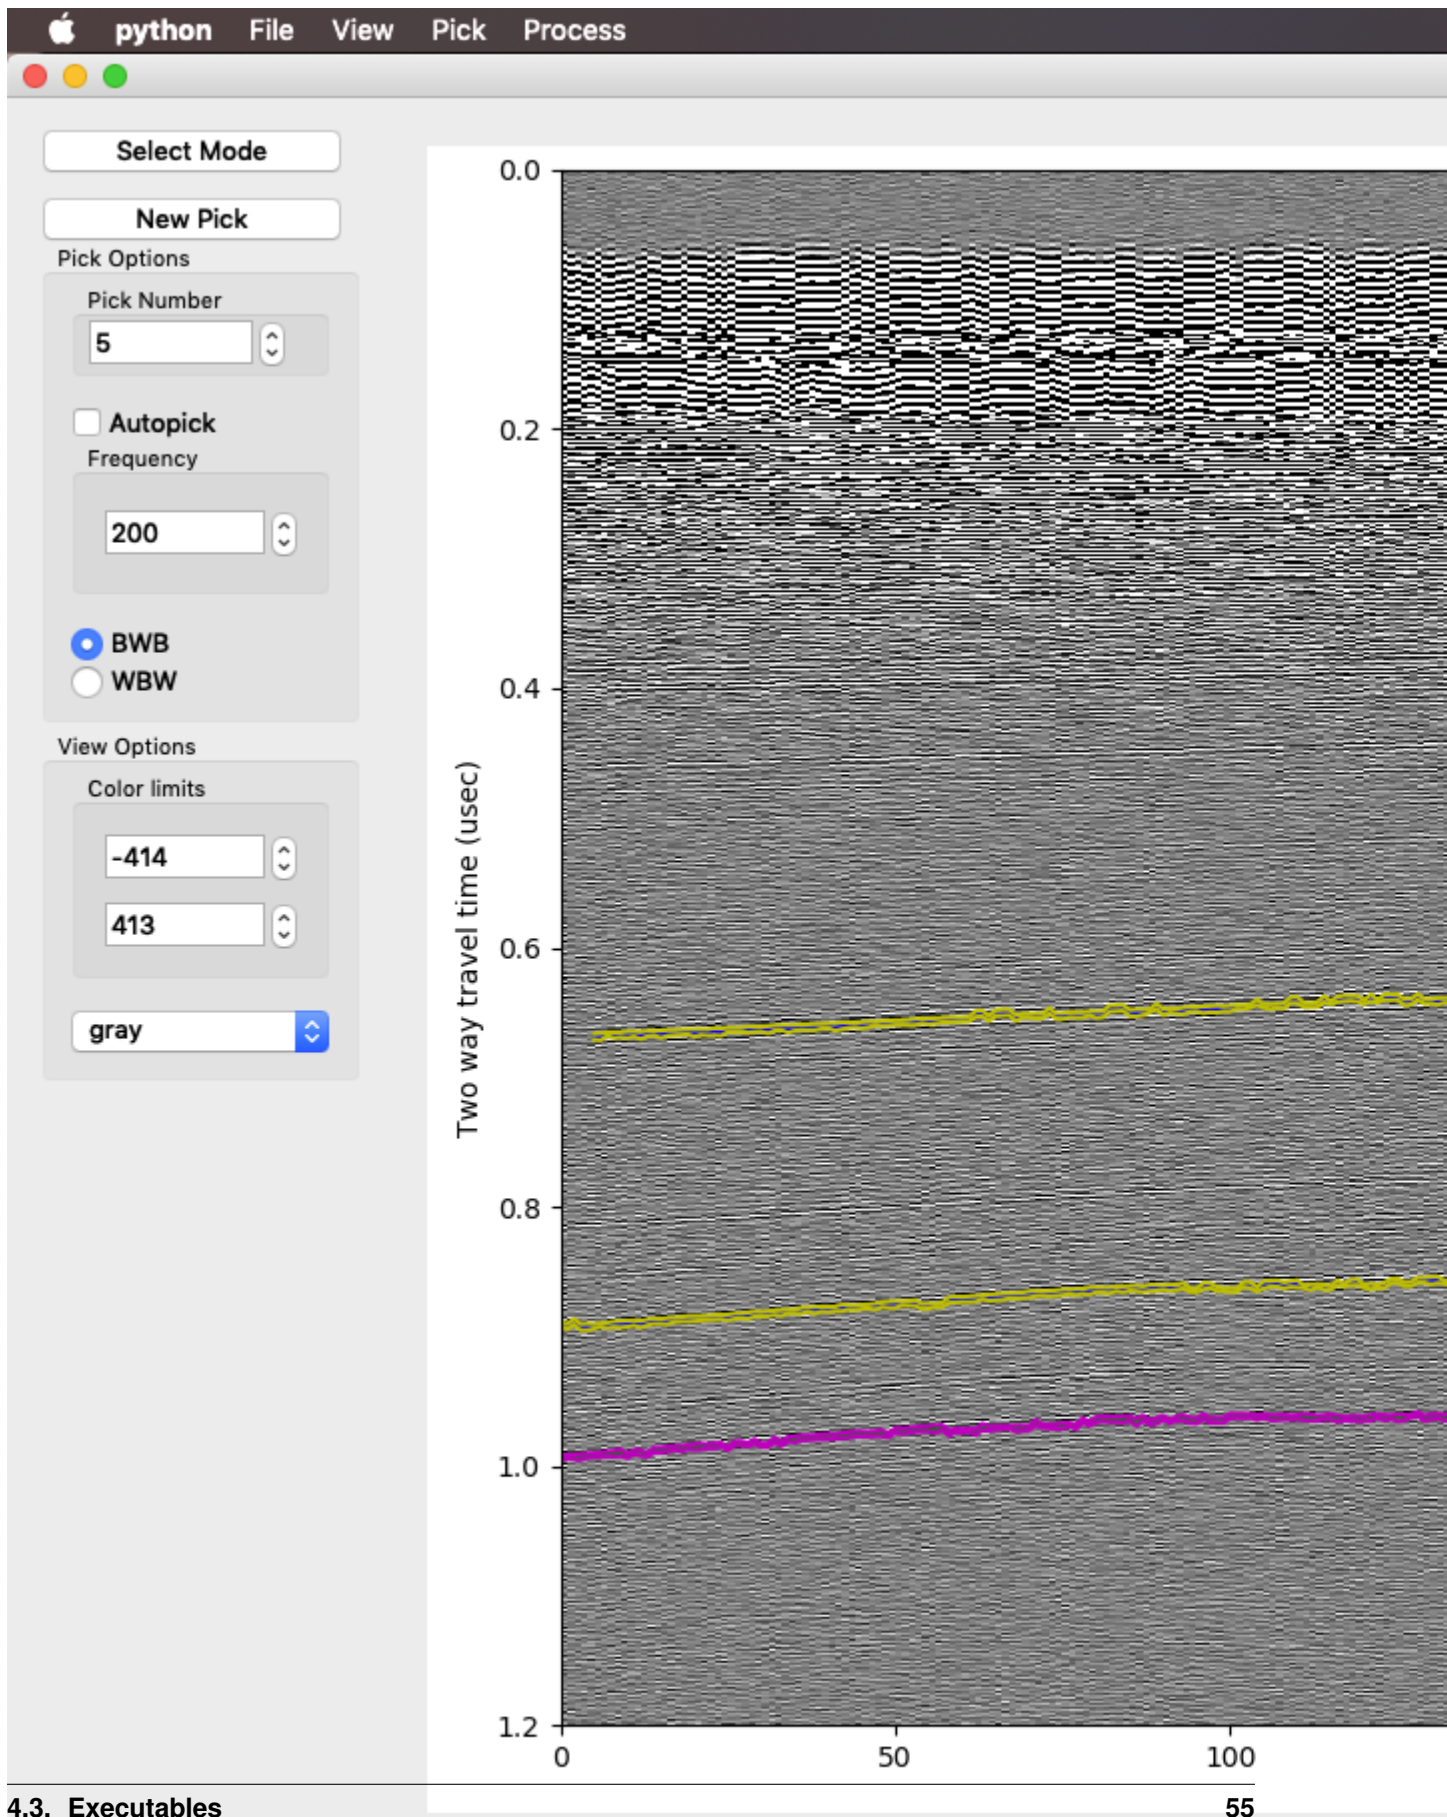 python File View Pick Process
Select Mode
New Pick
Pick Options
Pick Number
5
Autopick
Frequency
200
BWB
WBW
View Options
Color limits
-414
413
gray
Two way travel time (usec)
0.0
0.2
0.4
0.6
0.8
1.0
1.2
0 50 100
4.3. Executables 55